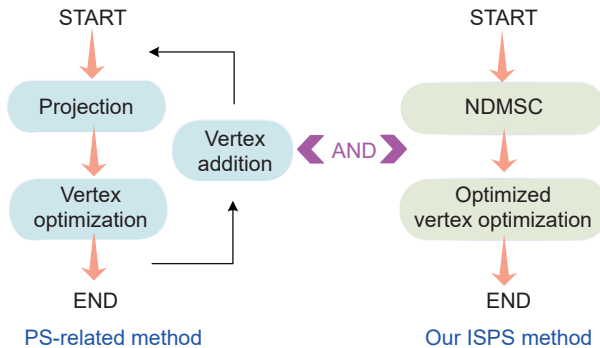 START
Projection
Vertex
optimization
END
PS-related method
Vertex
addition
AND
START
NDMSC
Optimized
vertex optimization
END
Our ISPS method